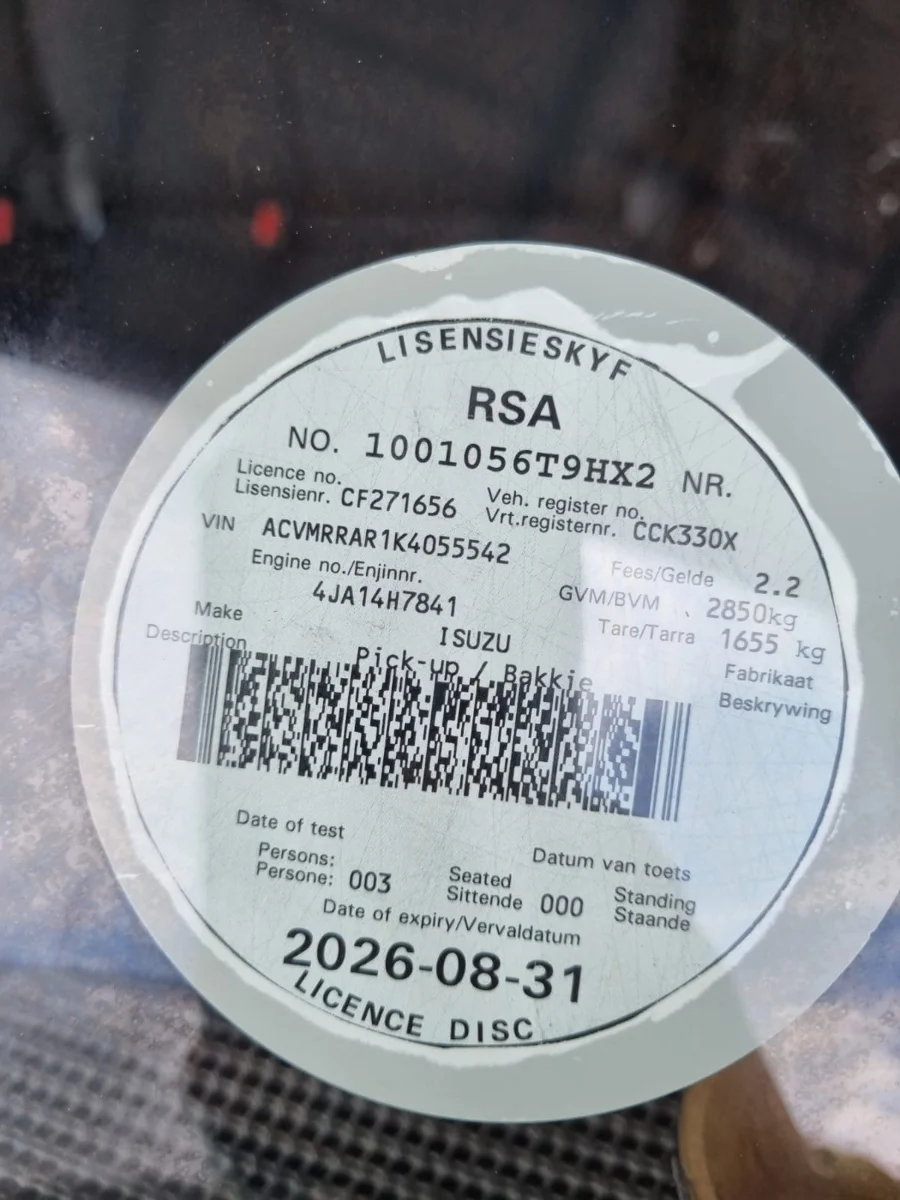 LISENSIESKYF
RSA
NO. 1001056T9HX2 NR.
Licence no. Veh. register no.
Lisensienr. CF271656 Vrt.registernr. CCK330X
VIN ACVMRRAR1K4055542
Engine no./Enjinnr. Fees/Gelde 2.2
4JA14H7841 GVM/BVM 2850kg
Make ISUZU Tare/Tarra 1655 kg
Fabrikaat
Description Pick-up / Bakkie Beskrywing
Date of test Datum van toets
Persons: Seated Standing
Persone: 003 Sittende 000 Staande
Date of expiry/Vervaldatum
2026-08-31
LICENCE DISC